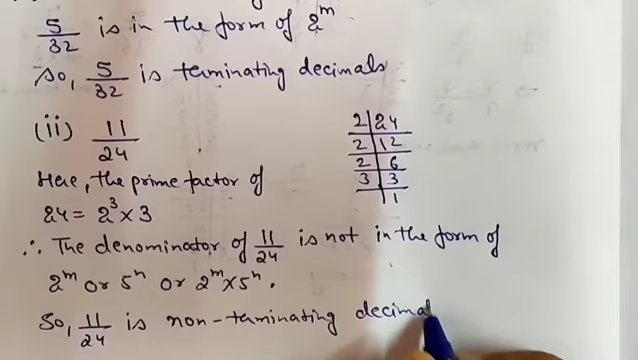 5/32 is in the form of 2^m
So, 5/32 is terminating decimals
(ii) 11/24
2|24
2|12
2|6
3|3
|1
Here, the prime factor of
24 = 2^3 × 3
∴ The denominator of 11/24 is not in the form of
2^m or 5^n or 2^m×5^n.
So, 11/24 is non-terminating decima